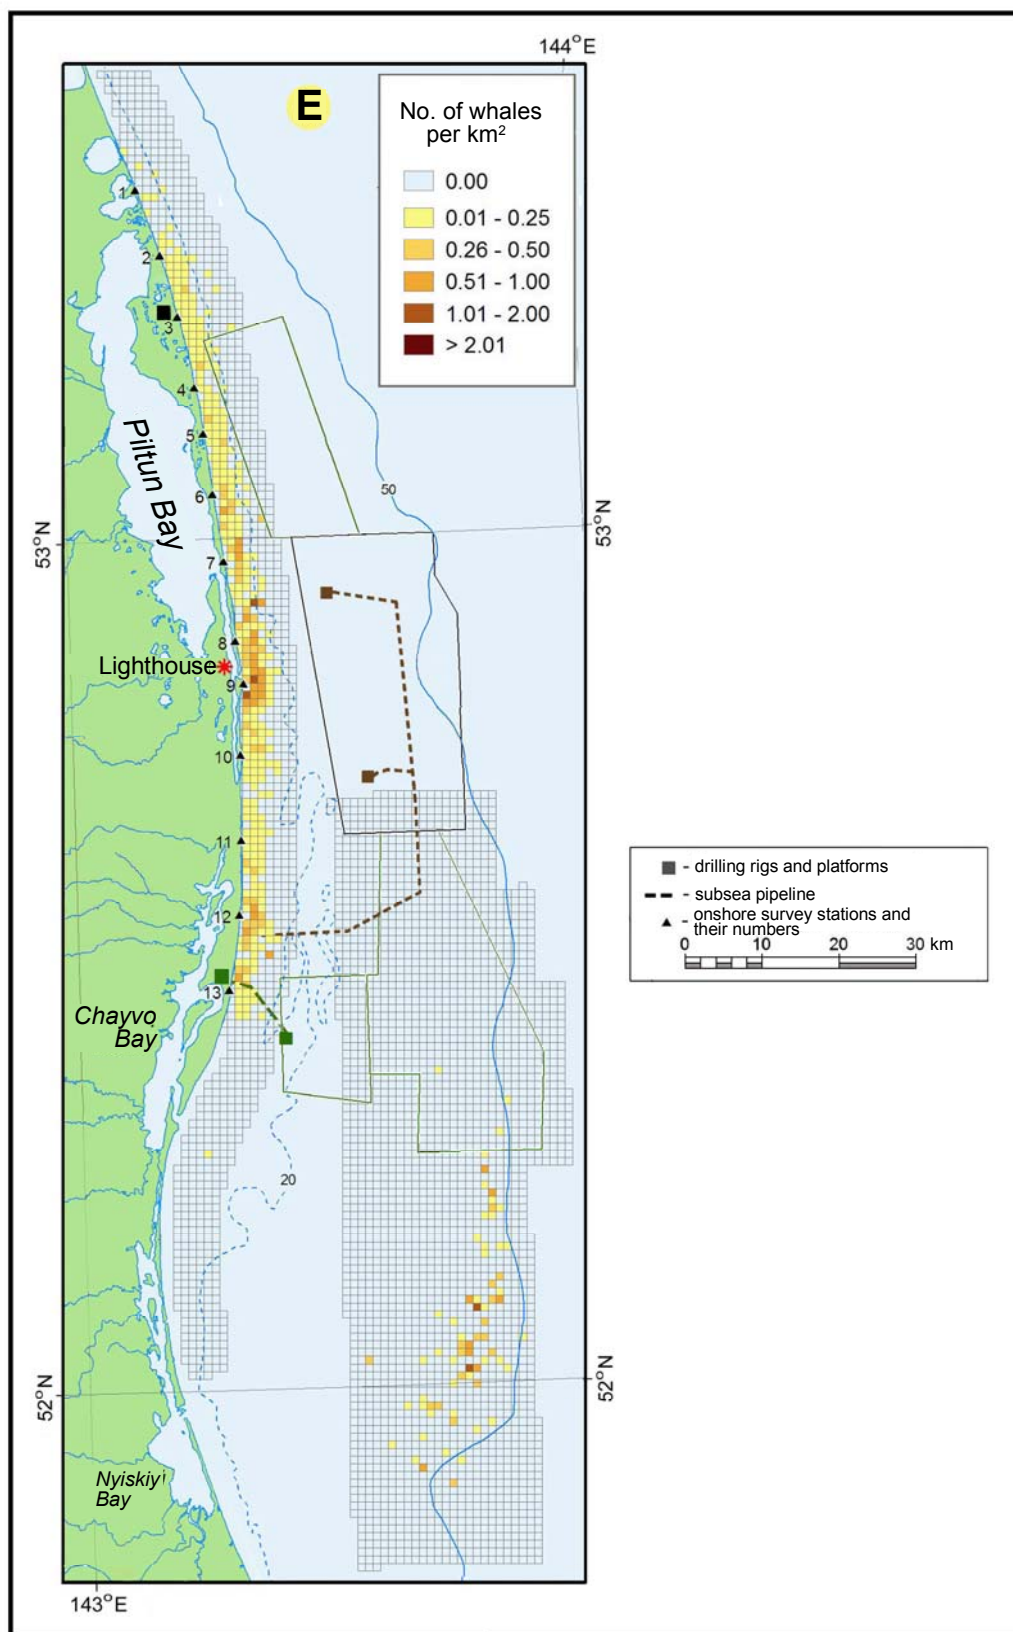 144°E
E
No. of whales
per km²
0.00
0.01 - 0.25
0.26 - 0.50
0.51 - 1.00
1.01 - 2.00
> 2.01
1
2
3
4
Piltun Bay
5
50
6
53°N
53°N
7
8
Lighthouse
9
10
11
- drilling rigs and platforms
- subsea pipeline
12
- onshore survey stations and
their numbers
0 10 20 30 km
13
Chayvo
Bay
20
52°N
52°N
Nyiskiy
Bay
143°E